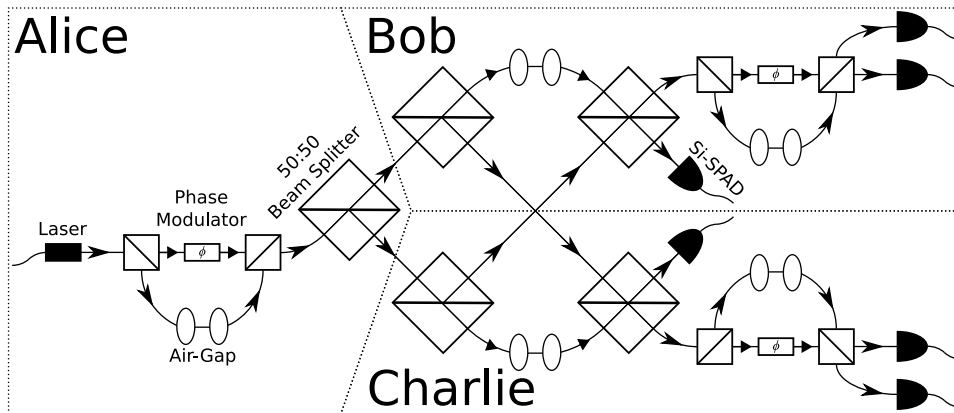 Alice
Bob
50:50
Beam Splitter
Si-SPAD
Phase
Modulator
Laser
ϕ
ϕ
ϕ
Air-Gap
Charlie